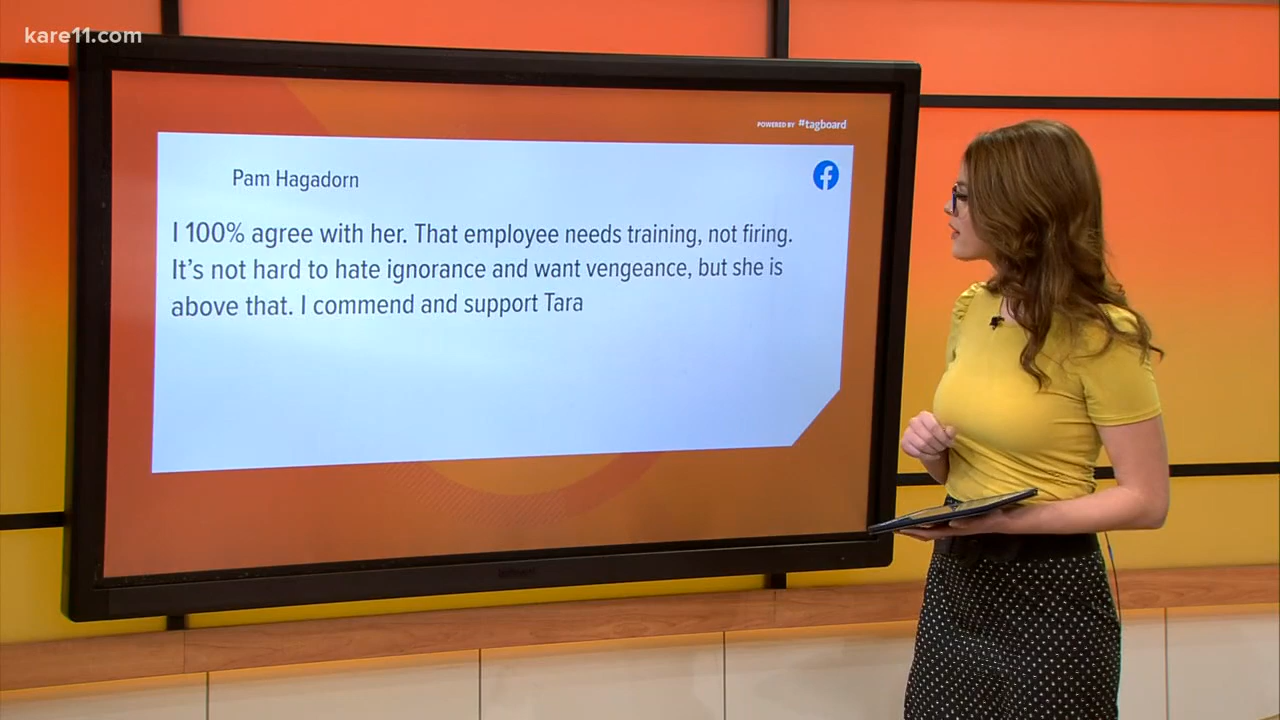 kare11.com
POWERED BY #tagboard
Pam Hagadorn
I 100% agree with her. That employee needs training, not firing.
It's not hard to hate ignorance and want vengeance, but she is
above that. I commend and support Tara